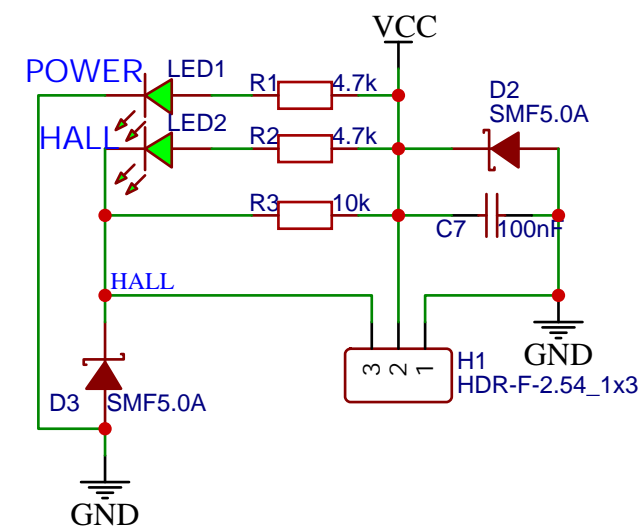 VCC
POWER
LED1
R1
4.7k
D2
SMF5.0A
HALL
LED2
R2
4.7k
R3
10k
C7
100nF
HALL
GND
3
2
1
H1
HDR-F-2.54_1x3
D3
SMF5.0A
GND